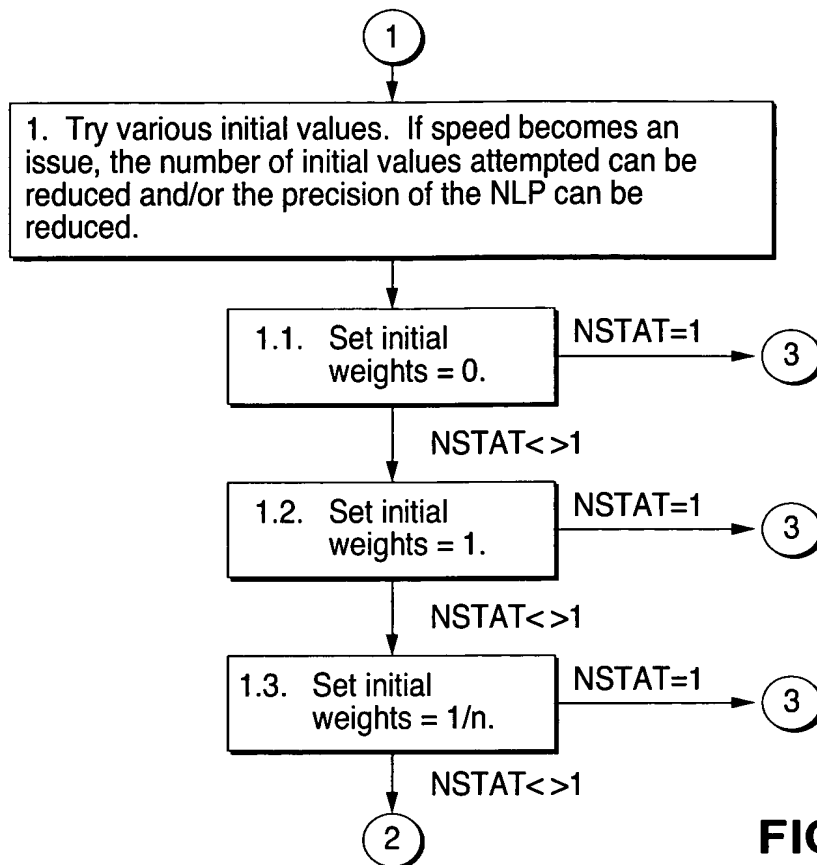 1
1. Try various initial values. If speed becomes an
issue, the number of initial values attempted can be
reduced and/or the precision of the NLP can be
reduced.
1.1. Set initial
weights = 0.
NSTAT=1
3
NSTAT<>1
1.2. Set initial
weights = 1.
NSTAT=1
3
NSTAT<>1
1.3. Set initial
weights = 1/n.
NSTAT=1
3
NSTAT<>1
2
FIG